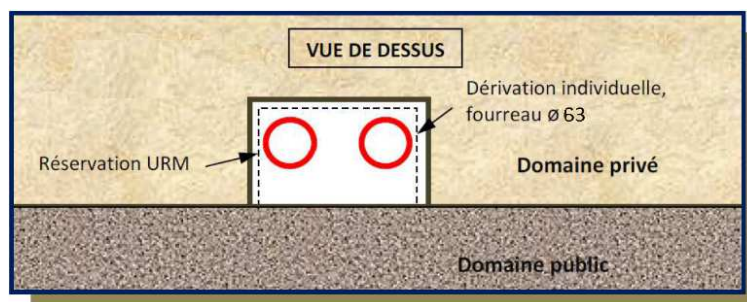 VUE DE DESSUS
Dérivation individuelle,
fourreau ø 63
Réservation URM
Domaine privé
Domaine public